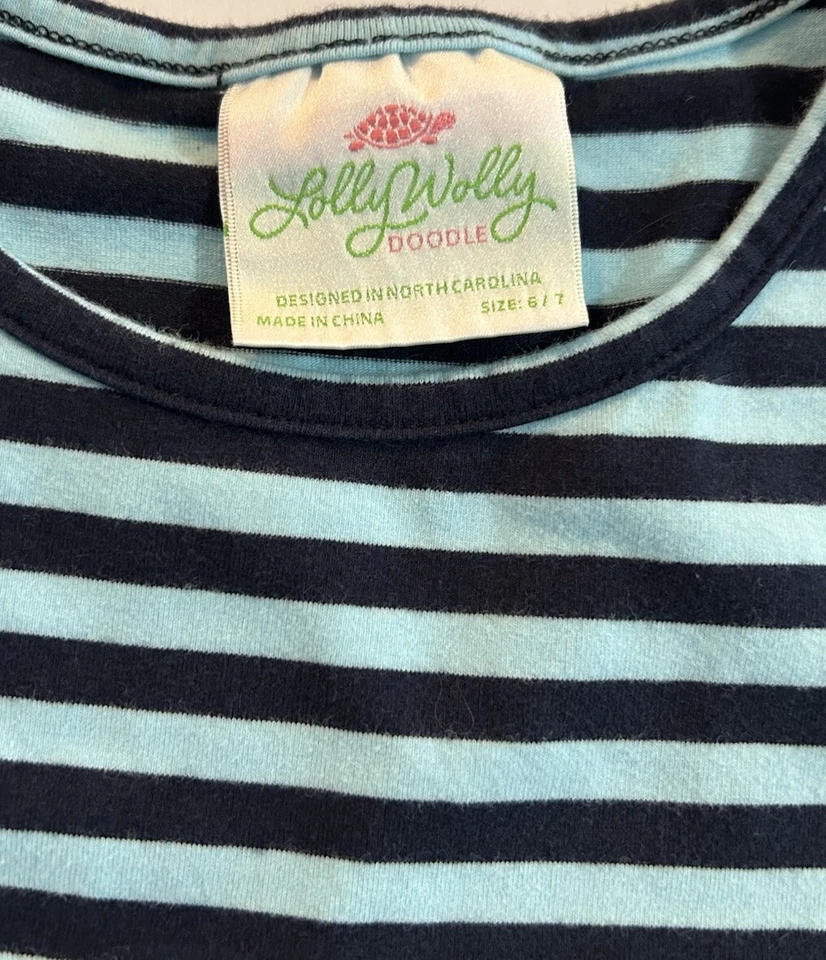 Lolly Wolly
DOODLE
DESIGNED IN NORTH CAROLINA
MADE IN CHINA SIZE: 6 / 7